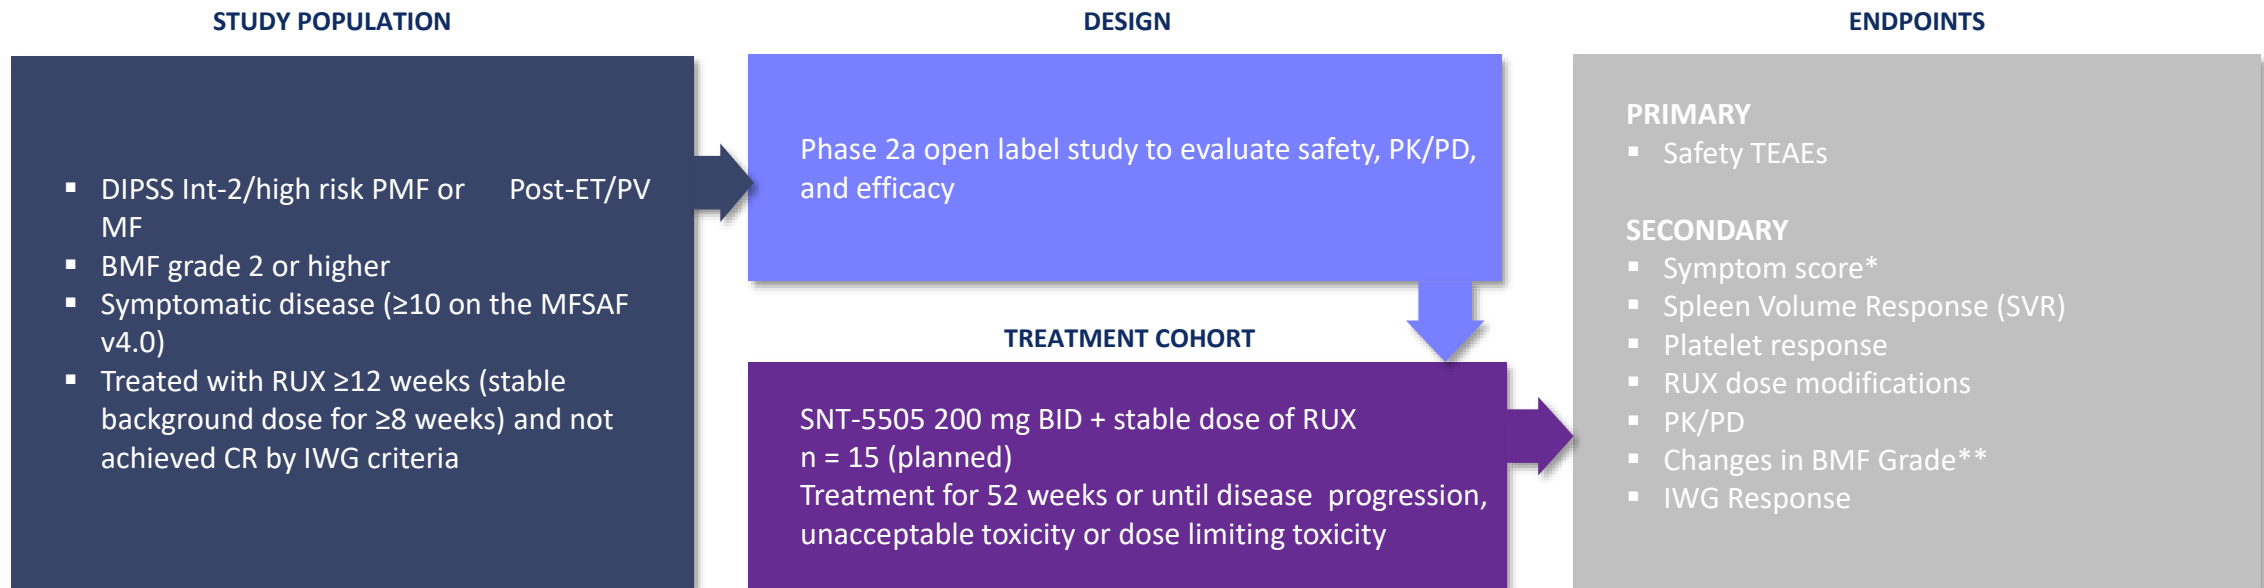 STUDY POPULATION
▪ DIPSS Int-2/high risk PMF or Post-ET/PV
MF
▪ BMF grade 2 or higher
▪ Symptomatic disease (≥10 on the MFSAF
v4.0)
▪ Treated with RUX ≥12 weeks (stable
background dose for ≥8 weeks) and not
achieved CR by IWG criteria
DESIGN
Phase 2a open label study to evaluate safety, PK/PD,
and efficacy
TREATMENT COHORT
SNT-5505 200 mg BID + stable dose of RUX
n = 15 (planned)
Treatment for 52 weeks or until disease progression,
unacceptable toxicity or dose limiting toxicity
ENDPOINTS
PRIMARY
▪ Safety TEAEs
SECONDARY
▪ Symptom score*
▪ Spleen Volume Response (SVR)
▪ Platelet response
▪ RUX dose modifications
▪ PK/PD
▪ Changes in BMF Grade**
▪ IWG Response